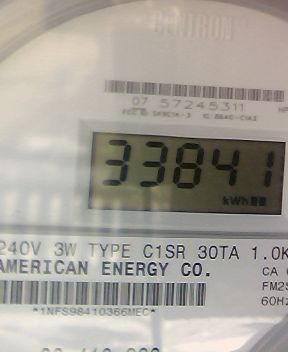 CENTRON
07 57245311
33841
kWh
240V 3W TYPE C1SR 30TA 1.0K
AMERICAN ENERGY CO.
CA
FM2S
60Hz
*1NFS98410366MEC*